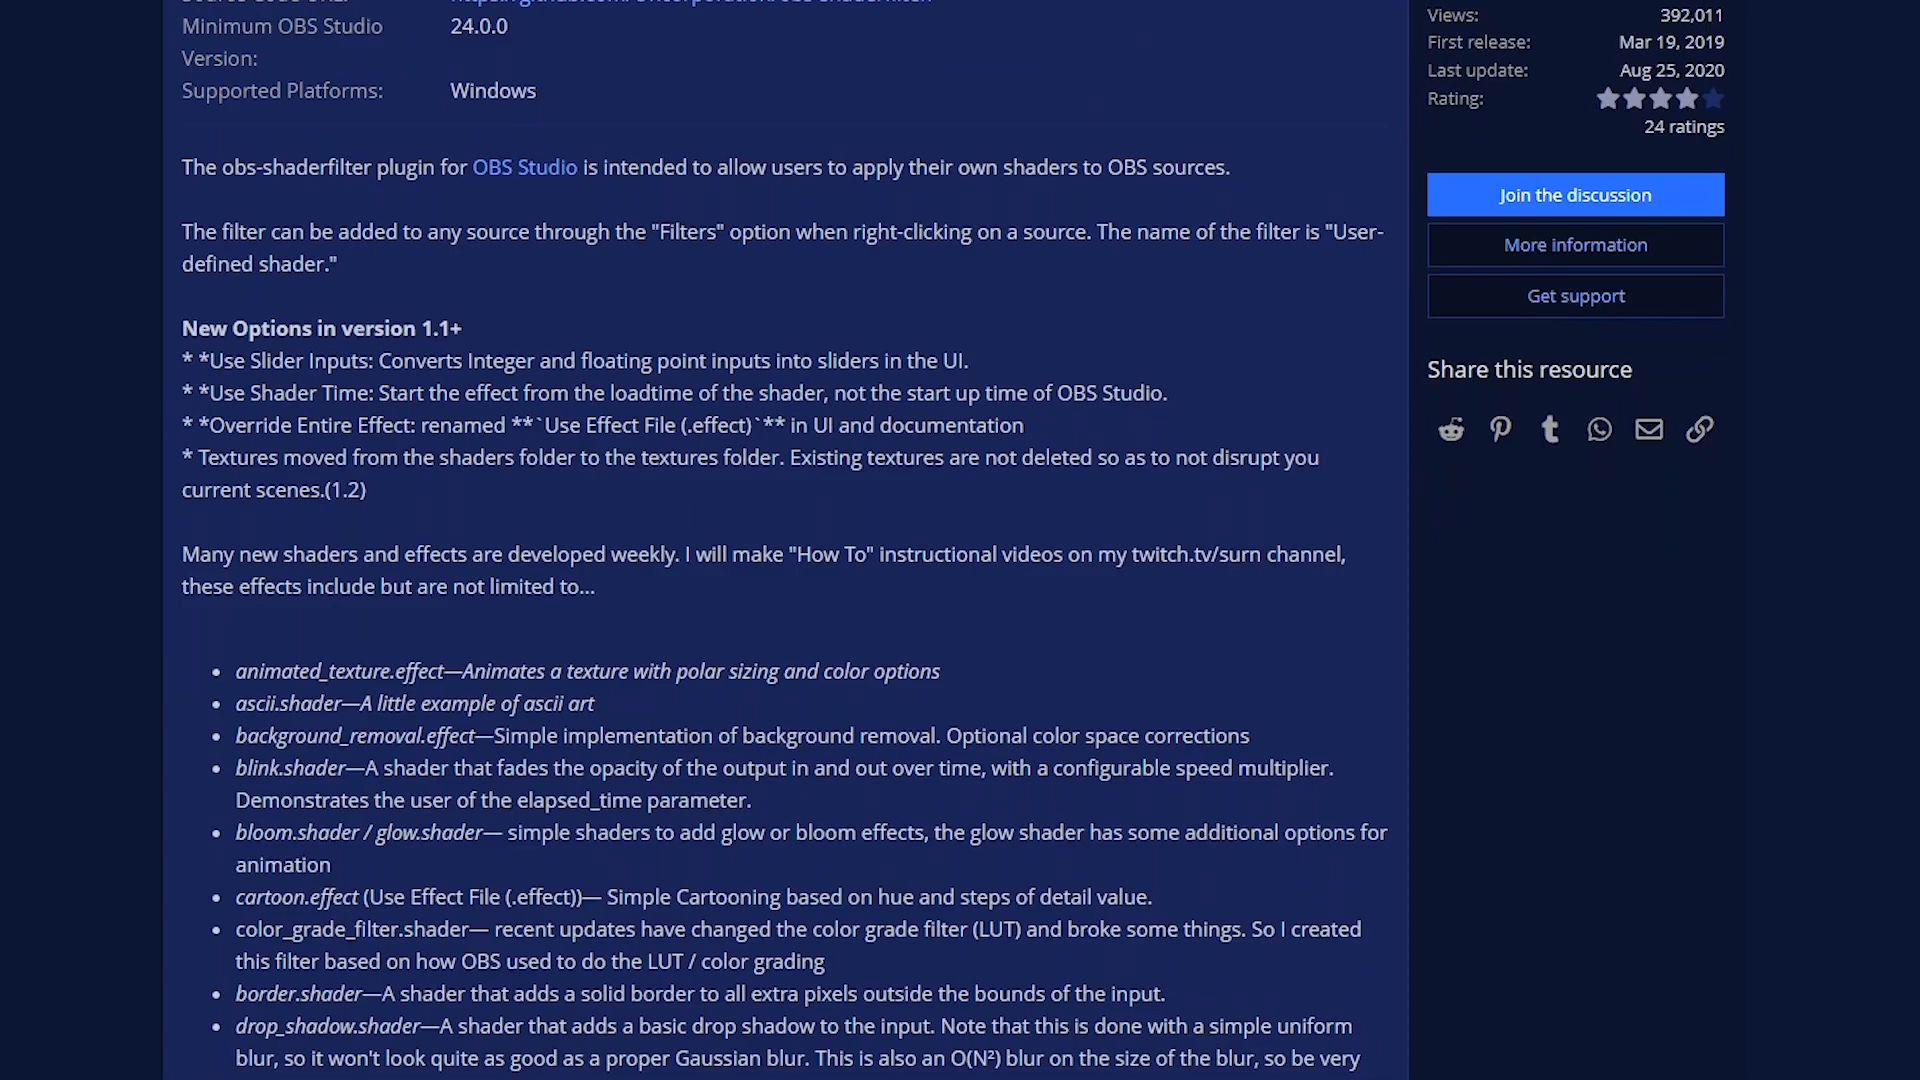 Minimum OBS Studio 24.0.0
Version:
Supported Platforms: Windows
The obs-shaderfilter plugin for OBS Studio is intended to allow users to apply their own shaders to OBS sources.
The filter can be added to any source through the "Filters" option when right-clicking on a source. The name of the filter is "User-
defined shader."
New Options in version 1.1+
* *Use Slider Inputs: Converts Integer and floating point inputs into sliders in the UI.
* *Use Shader Time: Start the effect from the loadtime of the shader, not the start up time of OBS Studio.
* *Override Entire Effect: renamed **`Use Effect File (.effect)`** in UI and documentation
* Textures moved from the shaders folder to the textures folder. Existing textures are not deleted so as to not disrupt you
current scenes.(1.2)
Many new shaders and effects are developed weekly. I will make "How To" instructional videos on my twitch.tv/surn channel,
these effects include but are not limited to...
• animated_texture.effect—Animates a texture with polar sizing and color options
• ascii.shader—A little example of ascii art
• background_removal.effect—Simple implementation of background removal. Optional color space corrections
• blink.shader—A shader that fades the opacity of the output in and out over time, with a configurable speed multiplier.
Demonstrates the user of the elapsed_time parameter.
• bloom.shader / glow.shader— simple shaders to add glow or bloom effects, the glow shader has some additional options for
animation
• cartoon.effect (Use Effect File (.effect))— Simple Cartooning based on hue and steps of detail value.
• color_grade_filter.shader— recent updates have changed the color grade filter (LUT) and broke some things. So I created
this filter based on how OBS used to do the LUT / color grading
• border.shader—A shader that adds a solid border to all extra pixels outside the bounds of the input.
• drop_shadow.shader—A shader that adds a basic drop shadow to the input. Note that this is done with a simple uniform
blur, so it won't look quite as good as a proper Gaussian blur. This is also an O(N²) blur on the size of the blur, so be very
Views: 392,011
First release: Mar 19, 2019
Last update: Aug 25, 2020
Rating:
24 ratings
Join the discussion
More information
Get support
Share this resource